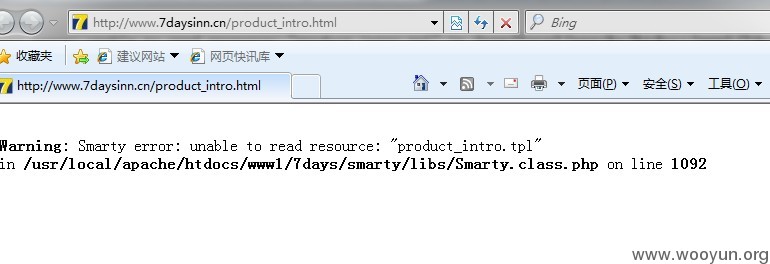 http://www.7daysinn.cn/product_intro.html
Bing
收藏夹 建议网站 网页快讯库
http://www.7daysinn.cn/product_intro.html 页面(P) 安全(S) 工具(O)
Warning: Smarty error: unable to read resource: "product_intro.tpl"
in /usr/local/apache/htdocs/www1/7days/smarty/libs/Smarty.class.php on line 1092
www.wooyun.org